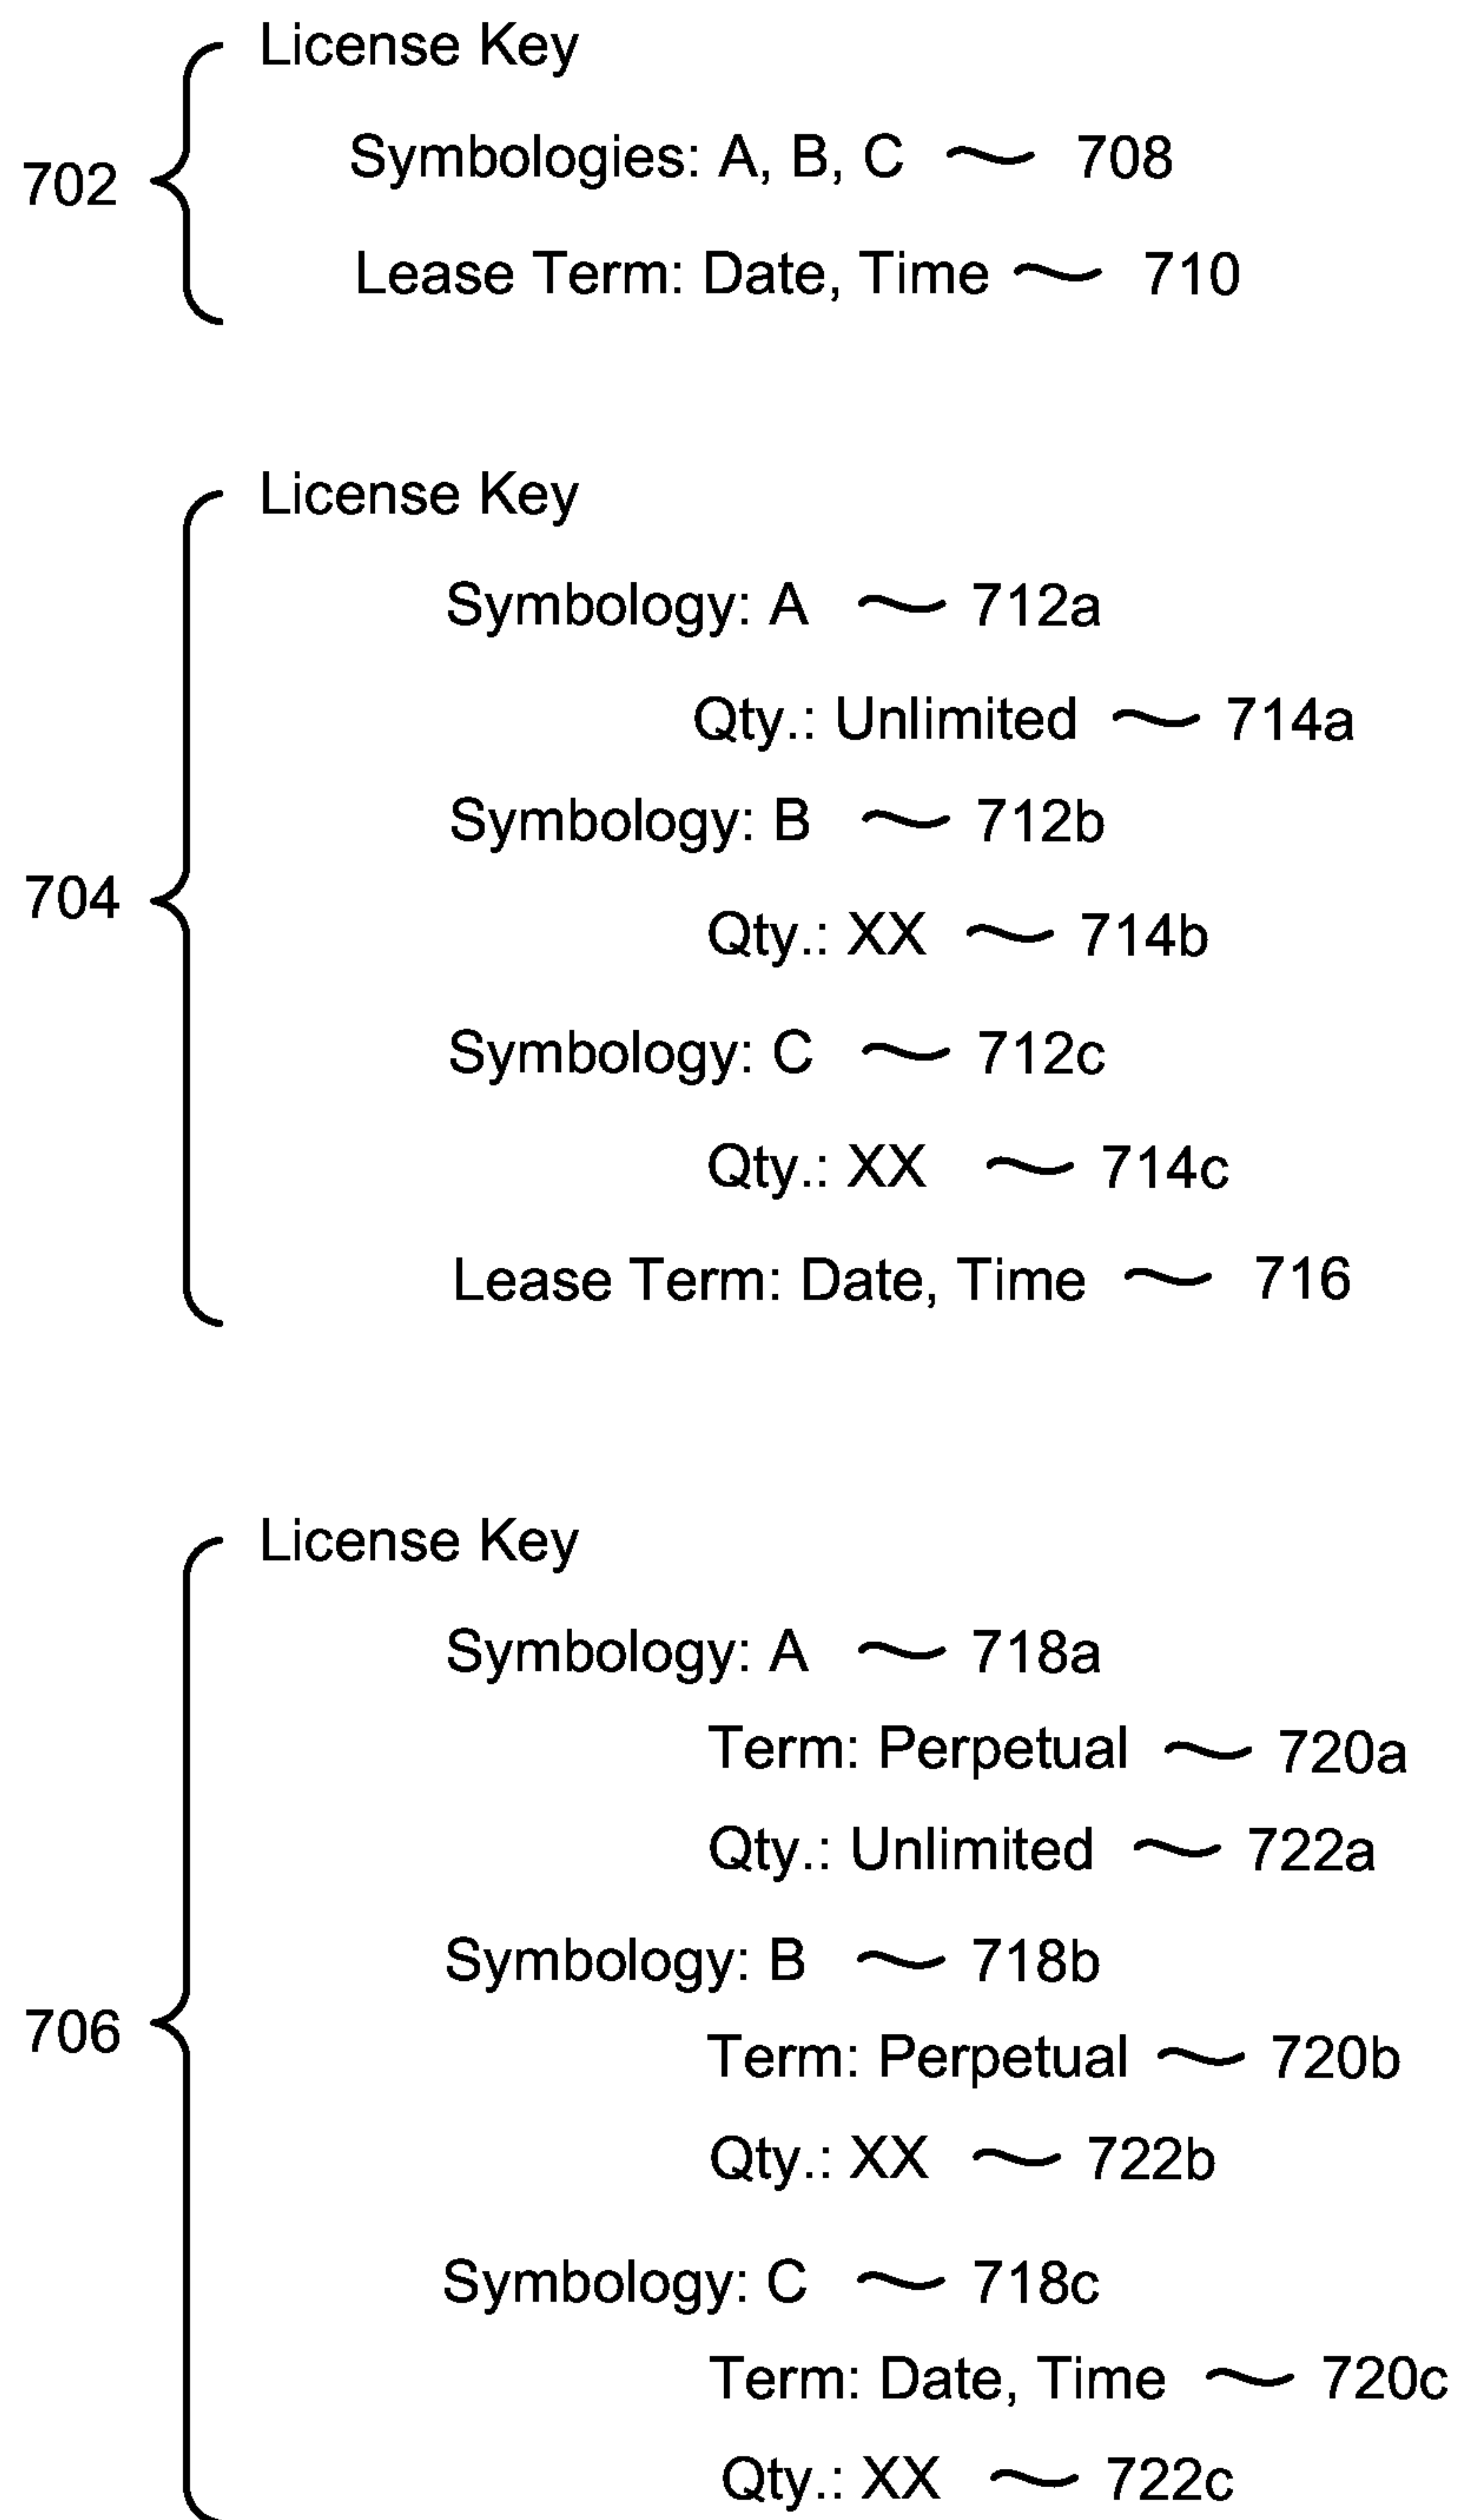 License Key
Symbologies: A, B, C 708
702
Lease Term: Date, Time 710
License Key
Symbology: A 712a
Qty.: Unlimited 714a
Symbology: B 712b
704
Qty.: XX 714b
Symbology: C 712c
Qty.: XX 714c
Lease Term: Date, Time 716
License Key
Symbology: A 718a
Term: Perpetual 720a
Qty.: Unlimited 722a
Symbology: B 718b
706
Term: Perpetual 720b
Qty.: XX 722b
Symbology: C 718c
Term: Date, Time 720c
Qty.: XX 722c